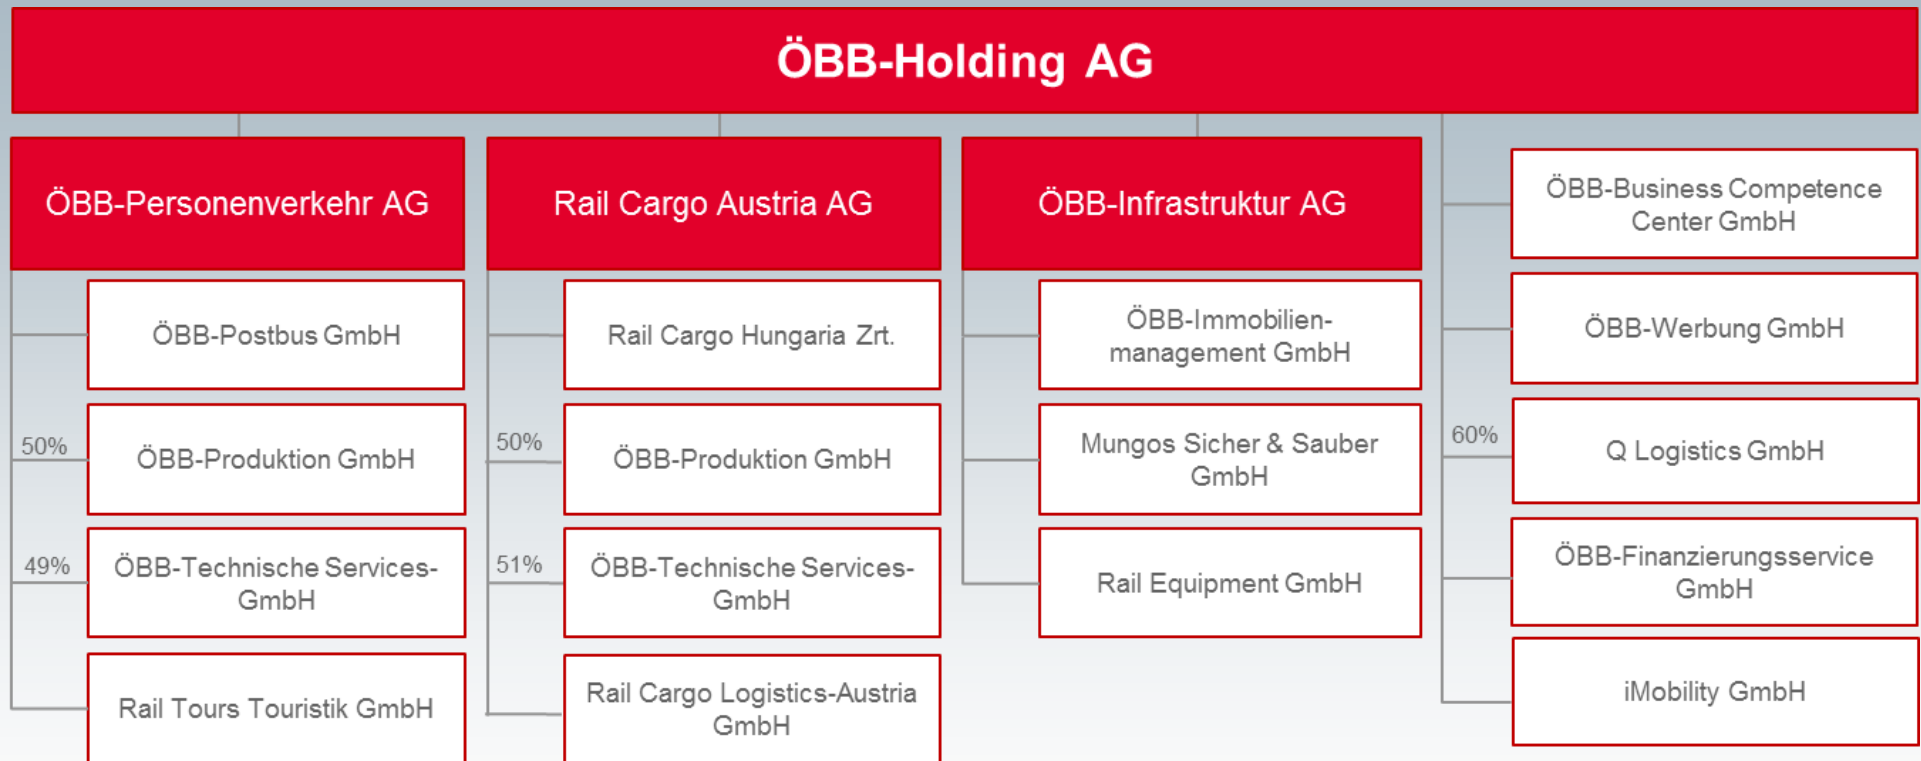 ÖBB-Holding AG
ÖBB-Personenverkehr AG
ÖBB-Postbus GmbH
50%
ÖBB-Produktion GmbH
49%
ÖBB-Technische Services-
GmbH
Rail Tours Touristik GmbH
Rail Cargo Austria AG
Rail Cargo Hungaria Zrt.
50%
ÖBB-Produktion GmbH
51%
ÖBB-Technische Services-
GmbH
Rail Cargo Logistics-Austria
GmbH
ÖBB-Infrastruktur AG
ÖBB-Immobilien-
management GmbH
Mungos Sicher & Sauber
GmbH
Rail Equipment GmbH
ÖBB-Business Competence
Center GmbH
ÖBB-Werbung GmbH
60%
Q Logistics GmbH
ÖBB-Finanzierungsservice
GmbH
iMobility GmbH